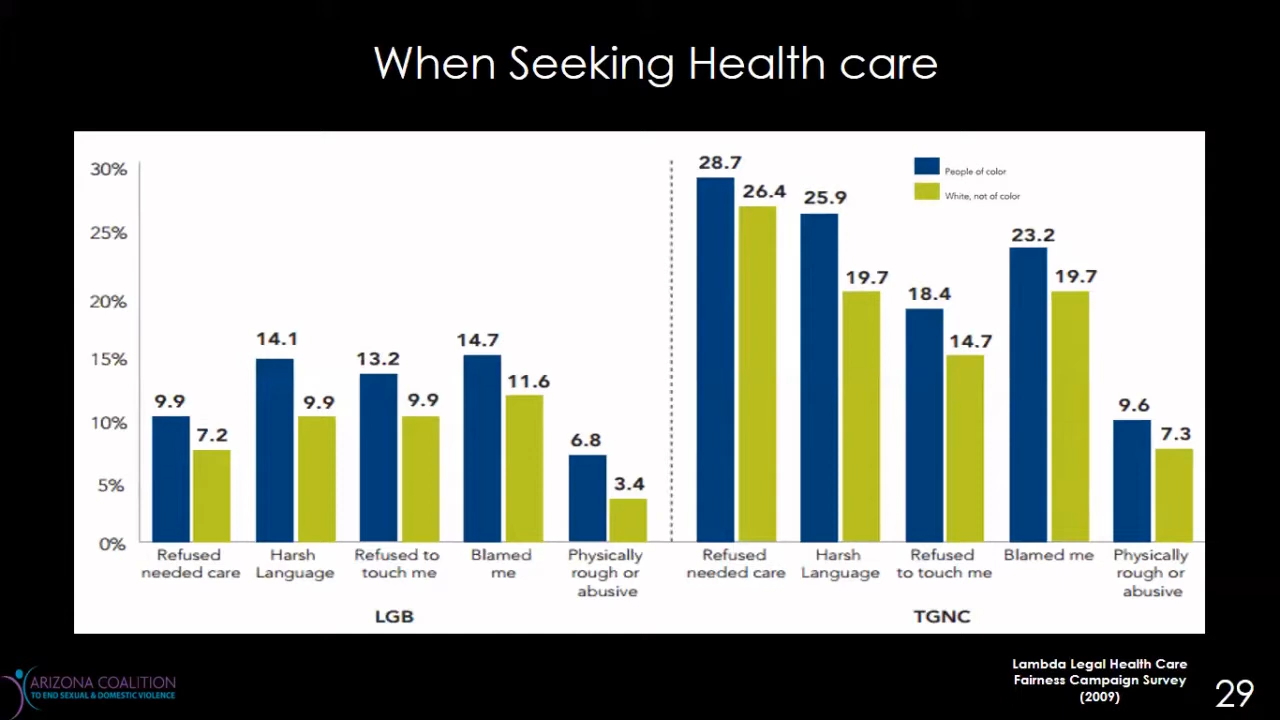 When Seeking Health care
30%
25%
20%
15%
10%
5%
0%
9.9
7.2
14.1
9.9
13.2
9.9
14.7
11.6
6.8
3.4
28.7
26.4
25.9
19.7
18.4
14.7
23.2
19.7
9.6
7.3
People of color
White, not of color
Refused
needed care
Harsh
Language
Refused to
touch me
Blamed
me
Physically
rough or
abusive
LGB
Refused
needed care
Harsh
Language
Refused
to touch me
Blamed me
Physically
rough or
abusive
TGNC
ARIZONA COALITION
TO END SEXUAL & DOMESTIC VIOLENCE
Lambda Legal Health Care
Fairness Campaign Survey
(2009)
29